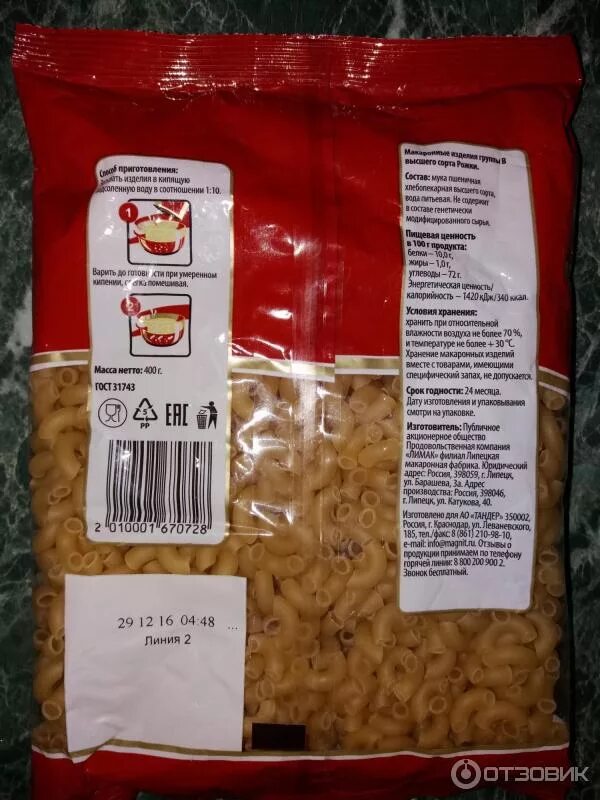 Способ приготовления:
изделия в кипящую
подсоленную воду в соотношении 1:10.
1
2
Варить до готовности при умеренном
кипении, слегка помешивая.
Масса нетто: 400 г.
ГОСТ 31743
5
PP
EAC
2 010001 670728
29 12 16 04:48
Линия 2
Макаронные изделия группы В
высшего сорта Рожки.
Состав: мука пшеничная
хлебопекарная высшего сорта,
вода питьевая. Не содержит
в составе генетически
модифицированного сырья.
Пищевая ценность
в 100 г продукта:
белки – 10,0 г,
жиры – 1,0 г,
углеводы – 72 г.
Энергетическая ценность/
калорийность – 1420 кДж/340 ккал.
Условия хранения:
хранить при относительной
влажности воздуха не более 70 %,
и температуре не более + 30 °С.
Хранение макаронных изделий
вместе с товарами, имеющими
специфический запах, не допускается.
Срок годности: 24 месяца.
Дату изготовления и упаковывания
смотри на упаковке.
Изготовитель: Публичное
акционерное общество
Продовольственная компания
«ЛИМАК» филиал Липецкая
макаронная фабрика. Юридический
адрес: Россия, 398059, г. Липецк,
ул. Барашева, 3а. Адрес
производства: Россия, 398046,
г. Липецк, ул. Катукова, 40.
Изготовлено для АО «ТАНДЕР» 350002,
Россия, г. Краснодар, ул. Леваневского,
185, тел./факс: 8 (861) 210-98-10,
e-mail: info@magnit.ru. Отзывы о
продукции принимаем по телефону
горячей линии: 8 800 200 900 2.
Звонок бесплатный.
ОТЗОВИК